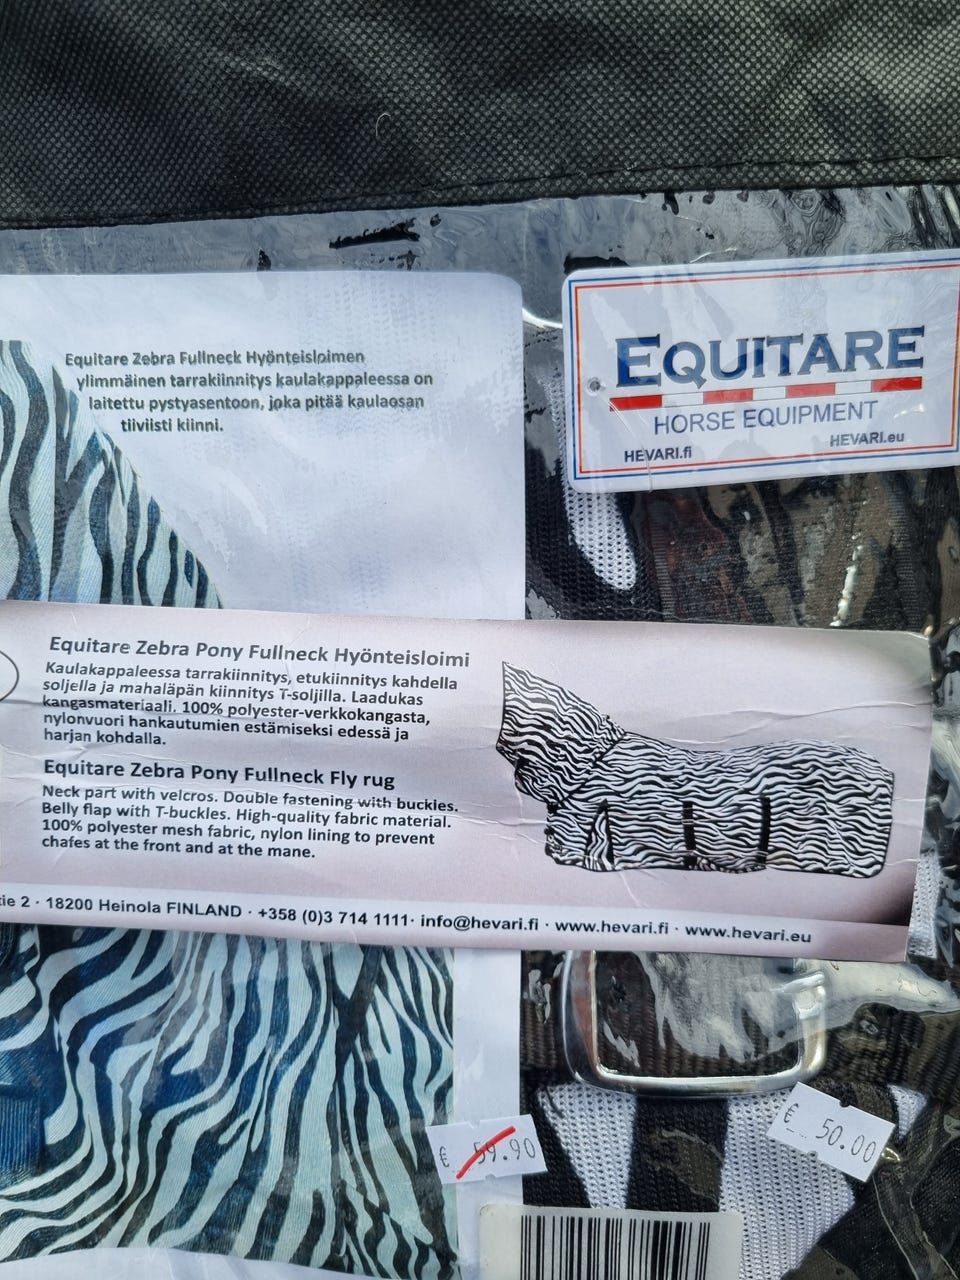 Equitare Zebra Fullneck Hyönteisloimen
ylimmäinen tarrakiinnitys kaulakappaleessa on
laitettu pystyasentoon, joka pitää kaulaosan
tiiviisti kiinni.
EQUITARE
HORSE EQUIPMENT
HEVARI.fi
HEVARI.eu
Equitare Zebra Pony Fullneck Hyönteisloimi
Kaulakappaleessa tarrakiinnitys, etukiinnitys kahdella
soljella ja mahaläpän kiinnitys T-soljilla. Laadukas
kangasmateriaali. 100% polyester-verkkokangasta,
nylonvuori hankautumien estämiseksi edessä ja
harjan kohdalla.
Equitare Zebra Pony Fullneck Fly rug
Neck part with velcros. Double fastening with buckles.
Belly flap with T-buckles. High-quality fabric material.
100% polyester mesh fabric, nylon lining to prevent
chafes at the front and at the mane.
tie 2 · 18200 Heinola FINLAND · +358 (0)3 714 1111· info@hevari.fi · www.hevari.fi · www.hevari.eu
€ 59.90
€ 50.00